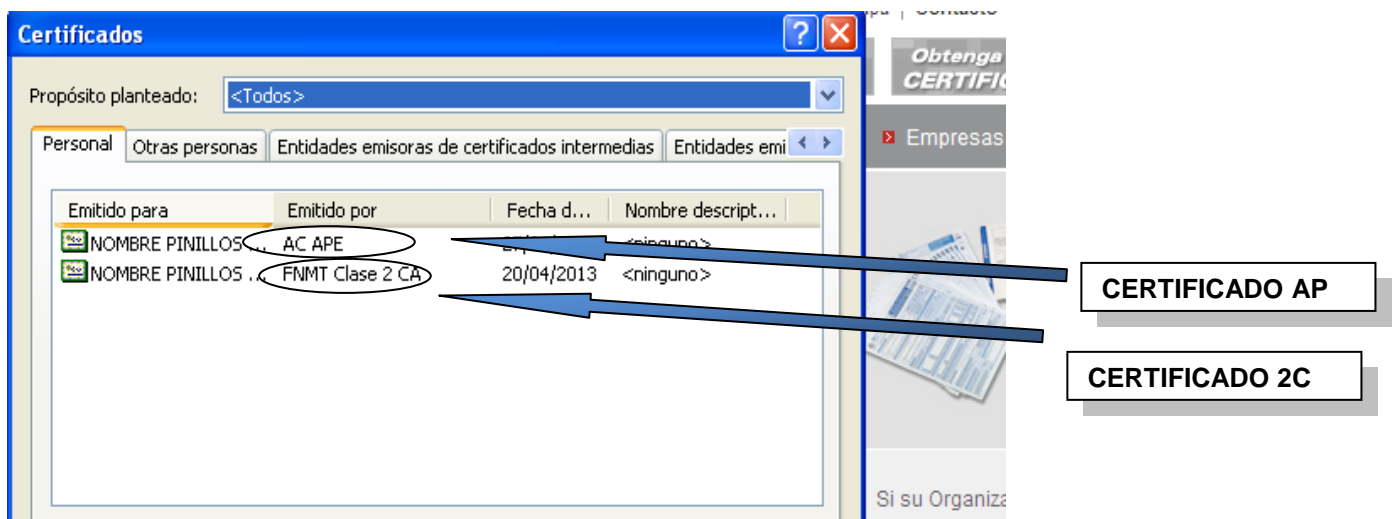 Certificados
Contacto
Obtenga
Propósito planteado: <Todos>
Personal Otras personas Entidades emisoras de certificados intermedias Entidades emi
Empresas
Emitido para Emitido por Fecha d... Nombre descript...
NOMBRE PINILLOS ... AC APE <ninguno>
NOMBRE PINILLOS ... FNMT Clase 2 CA 20/04/2013 <ninguno>
CERTIFICADO AP
CERTIFICADO 2C
Si su Organiza